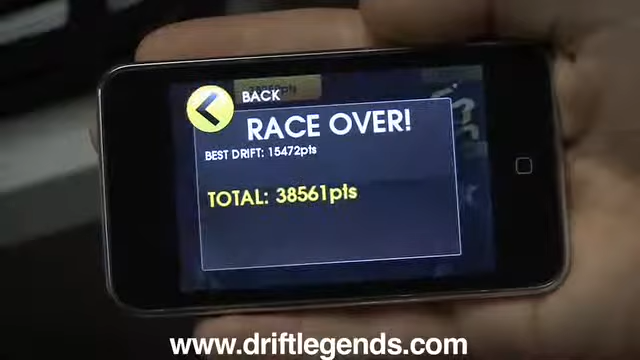 BACK
RACE OVER!
BEST DRIFT: 15472pts
TOTAL: 38561pts
www.driftlegends.com